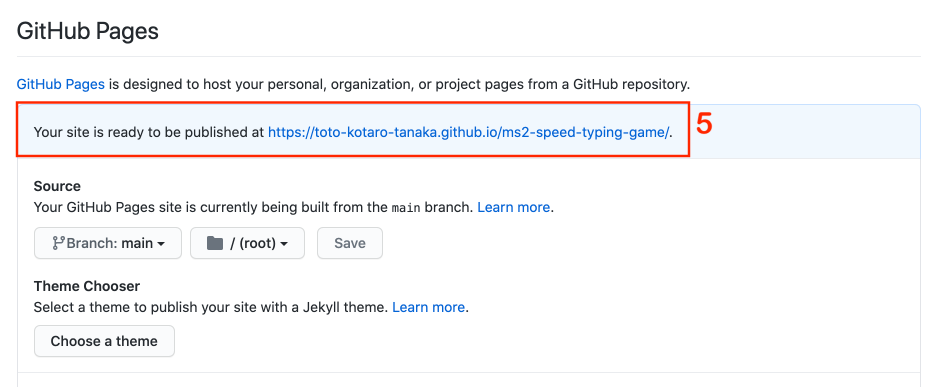 GitHub Pages
GitHub Pages is designed to host your personal, organization, or project pages from a GitHub repository.
Your site is ready to be published at https://toto-kotaro-tanaka.github.io/ms2-speed-typing-game/.
5
Source
Your GitHub Pages site is currently being built from the main branch. Learn more.
Branch: main / (root) Save
Theme Chooser
Select a theme to publish your site with a Jekyll theme. Learn more.
Choose a theme